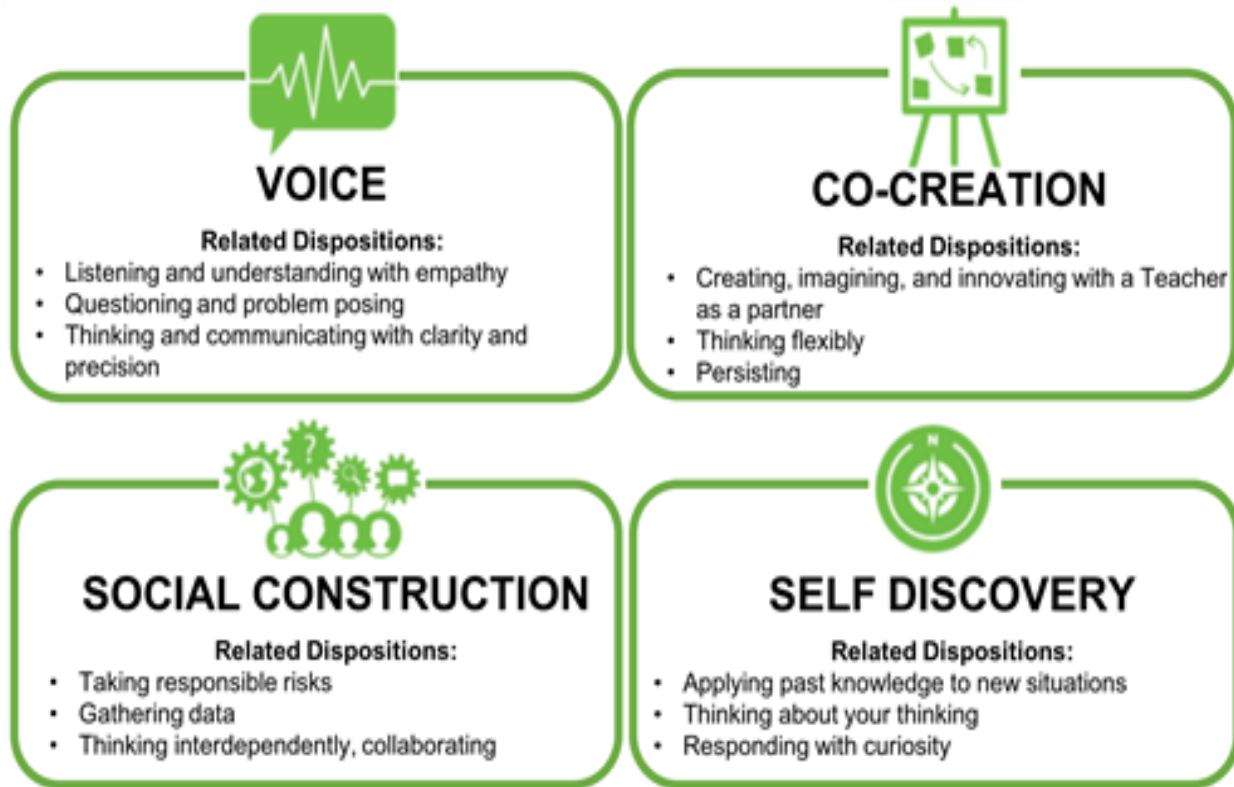 VOICE
Related Dispositions:
• Listening and understanding with empathy
• Questioning and problem posing
• Thinking and communicating with clarity and
precision
CO-CREATION
Related Dispositions:
• Creating, imagining, and innovating with a Teacher
as a partner
• Thinking flexibly
• Persisting
?
SOCIAL CONSTRUCTION
Related Dispositions:
• Taking responsible risks
• Gathering data
• Thinking interdependently, collaborating
N
SELF DISCOVERY
Related Dispositions:
• Applying past knowledge to new situations
• Thinking about your thinking
• Responding with curiosity